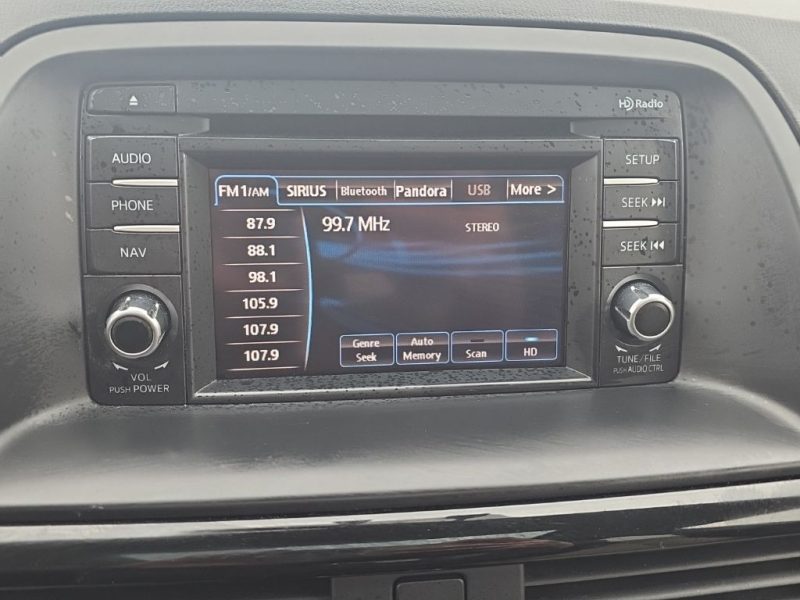 HD Radio
AUDIO
PHONE
NAV
VOL
PUSH POWER
FM1/AM SIRIUS Bluetooth Pandora USB More >
87.9
88.1
98.1
105.9
107.9
107.9
99.7 MHz STEREO
Genre Seek
Auto Memory
Scan
HD
SETUP
SEEK
SEEK
TUNE/FILE
PUSH AUDIO CTRL